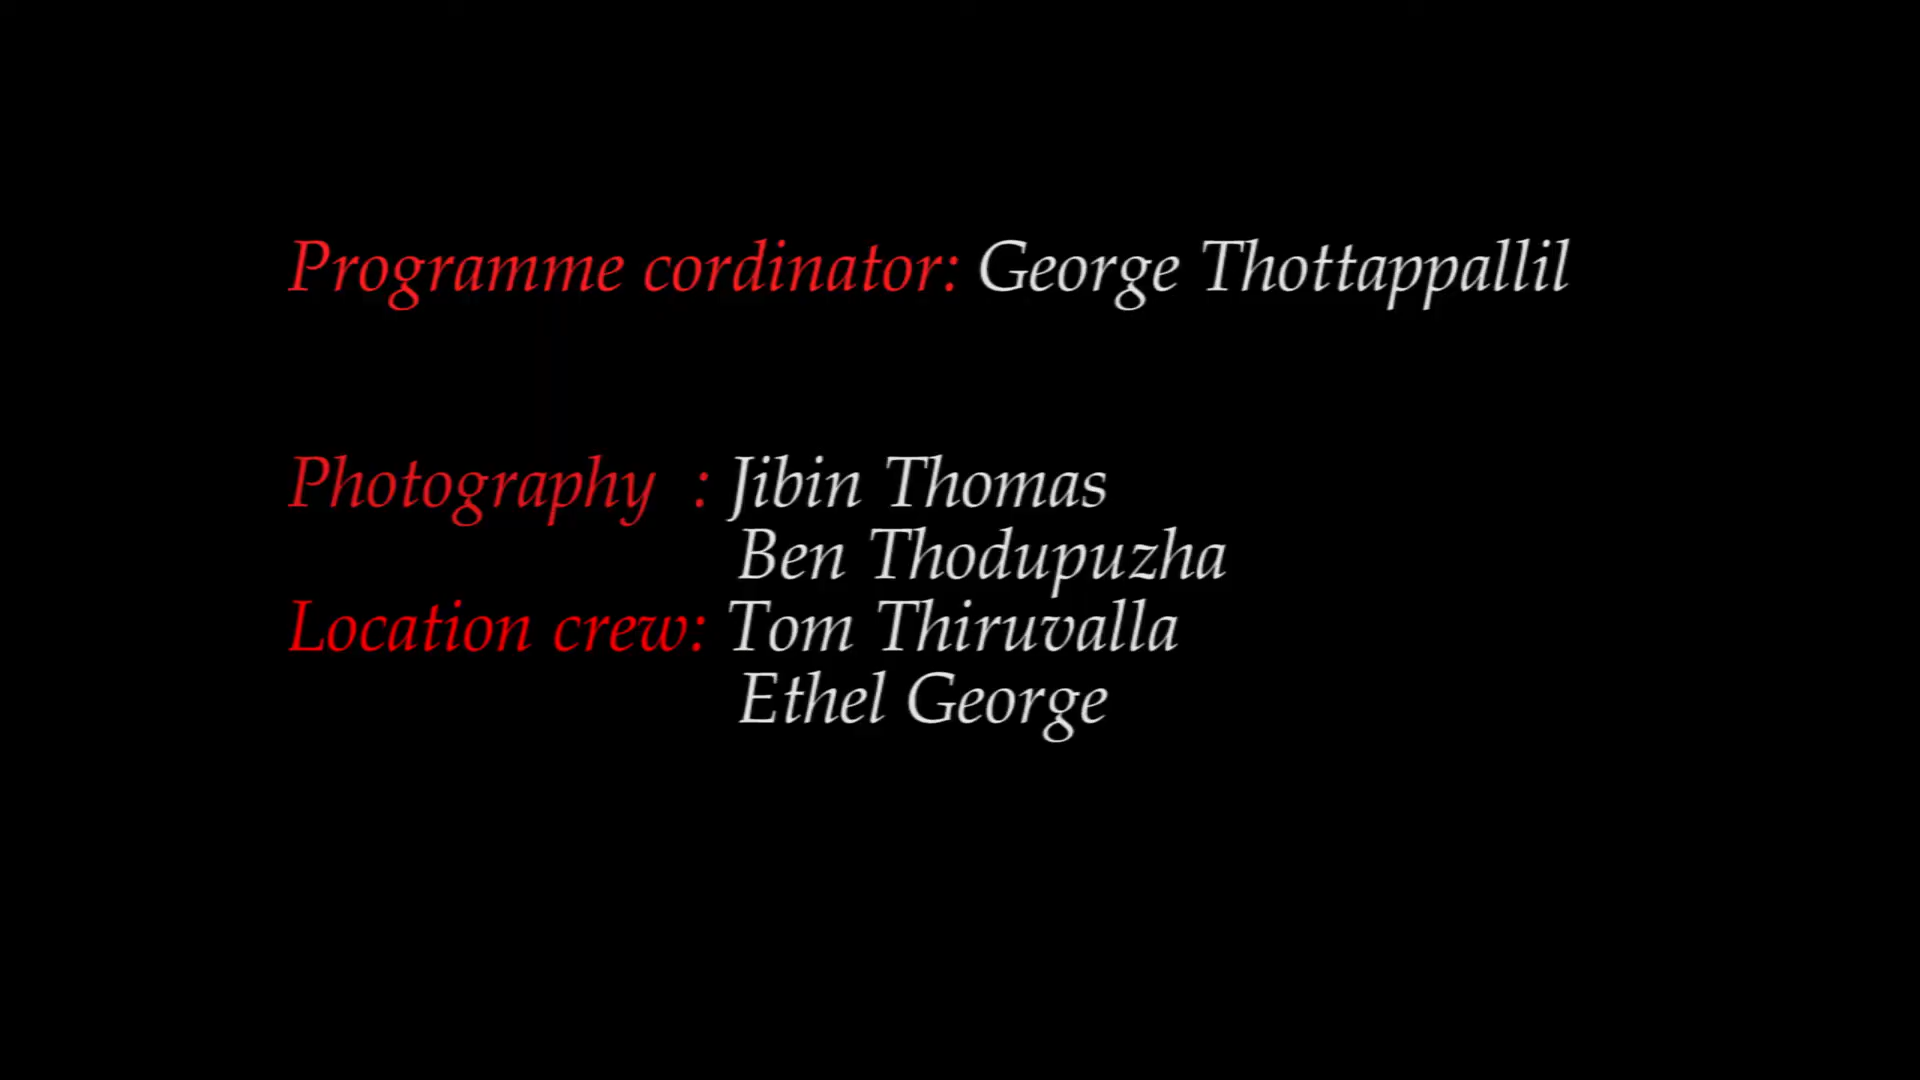 Programme cordinator: George Thottappallil
Photography : Jibin Thomas
Ben Thodupuzha
Location crew: Tom Thiruvalla
Ethel George